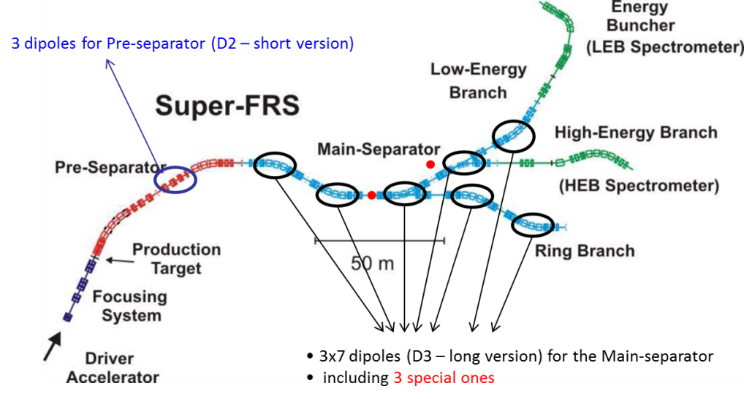 Energy
Buncher
(LEB Spectrometer)
3 dipoles for Pre-separator (D2 – short version)
Low-Energy
Branch
Super-FRS
High-Energy Branch
Main-Separator
Pre-Separator
(HEB Spectrometer)
Production
Target
Ring Branch
50 m
Focusing
System
Driver
Accelerator
• 3x7 dipoles (D3 – long version) for the Main-separator
• including 3 special ones